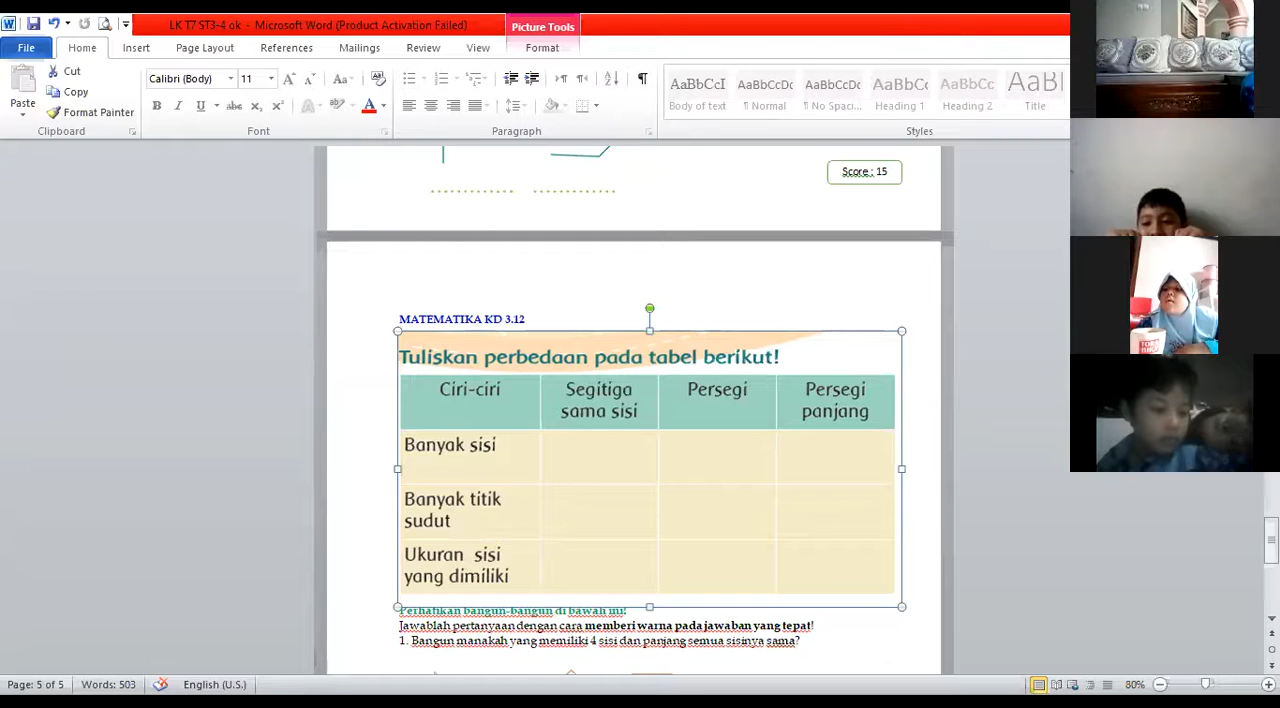 LK T7 ST3-4 ok - Microsoft Word (Product Activation Failed)
Picture Tools
File Home Insert Page Layout References Mailings Review View Format
Paste
Cut
Copy
Format Painter
Calibri (Body) 11
AaBbCcI AaBbCcDc AaBbCcDc AaBbCc AaBbCc AaBl
Body of text ¶ Normal ¶ No Spaci... Heading 1 Heading 2 Title
Clipboard Font Paragraph Styles
Score : 15
MATEMATIKA KD 3.12
Tuliskan perbedaan pada tabel berikut!
Ciri-ciri Segitiga sama sisi Persegi Persegi panjang
Banyak sisi
Banyak titik
sudut
Ukuran sisi
yang dimiliki
Perhatikan bangun-bangun di bawah ini!
Jawablah pertanyaan dengan cara memberi warna pada jawaban yang tepat!
1. Bangun manakah yang memiliki 4 sisi dan panjang semua sisinya sama?
Page: 5 of 5 Words: 503 English (U.S.) 80%